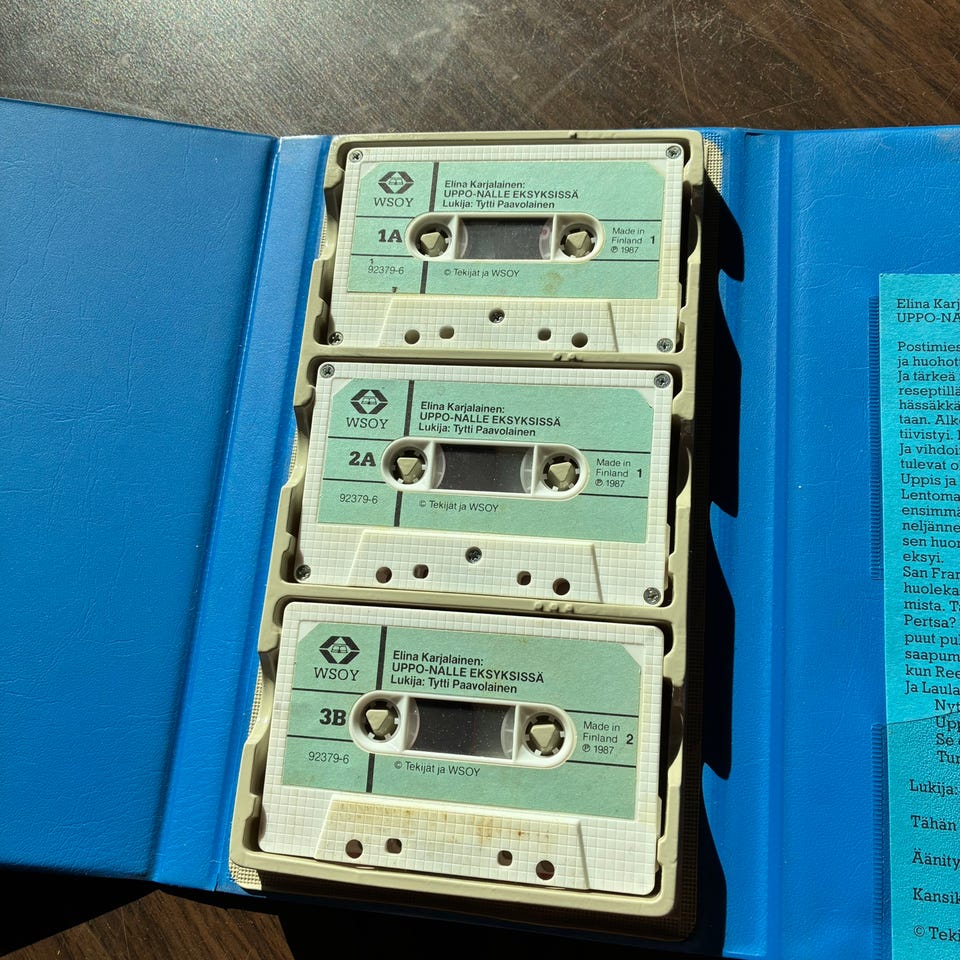 WSOY
Elina Karjalainen:
UPPO-NALLE EKSYKSISSÄ
Lukija: Tytti Paavolainen
1A
Made in
Finland 1
℗ 1987
92379-6
© Tekijät ja WSOY
WSOY
Elina Karjalainen:
UPPO-NALLE EKSYKSISSÄ
Lukija: Tytti Paavolainen
2A
Made in
Finland 1
℗ 1987
92379-6
© Tekijät ja WSOY
WSOY
Elina Karjalainen:
UPPO-NALLE EKSYKSISSÄ
Lukija: Tytti Paavolainen
3B
Made in
Finland 2
℗ 1987
92379-6
© Tekijät ja WSOY
Elina Karj
UPPO-NA
Postimies
ja huohot
Ja tärkeä
reseptillä
hässäkkä
taan. Alk
tiivistyi.
Ja vihdoi
tulevat o
Uppis ja
Lentoma
ensimmä
neljänne
sen huo
eksyi.
San Fran
huoleka
mista. T
Pertsa?
puut pu
saapum
kun Ree
Ja Laula
Nyt
Upp
Se
Tu
Lukija:
Tähän
Äänity
Kansik
© Teki